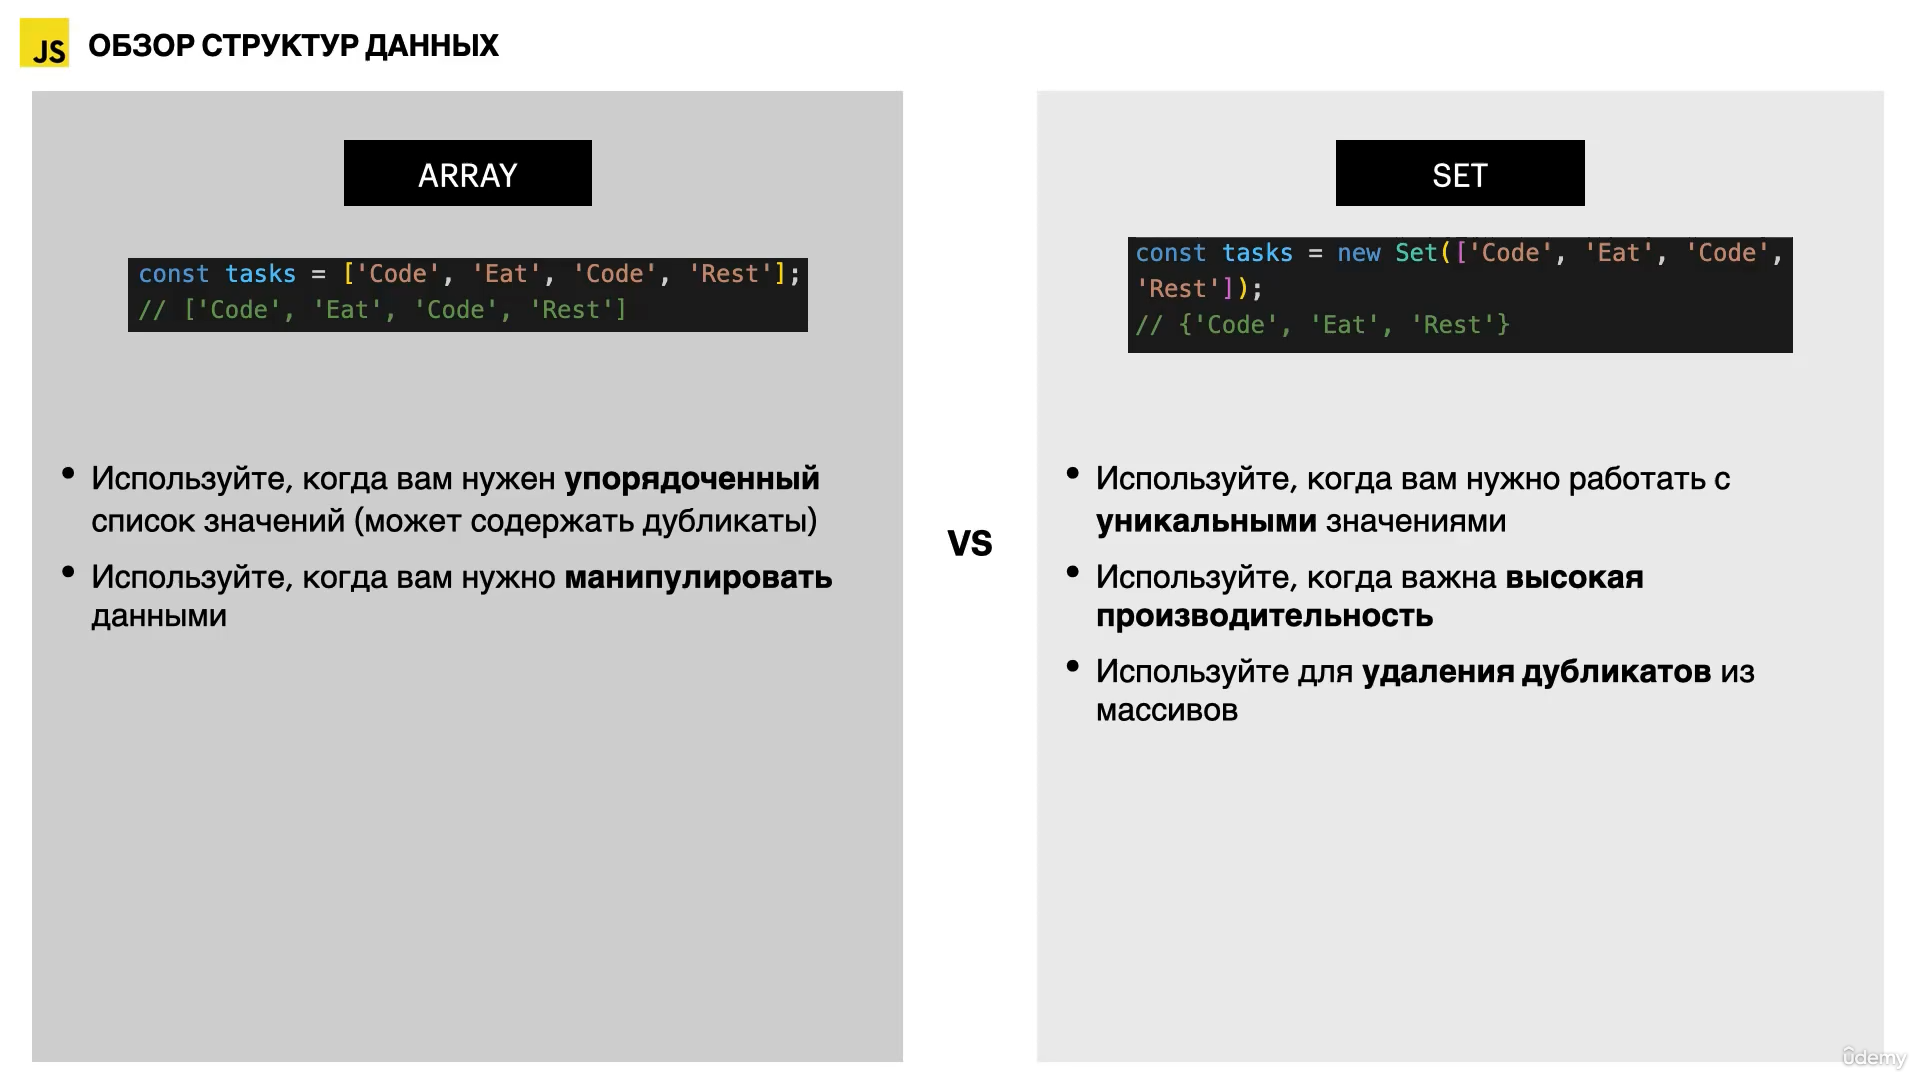 JS
ОБЗОР СТРУКТУР ДАННЫХ
ARRAY
const tasks = ['Code', 'Eat', 'Code', 'Rest'];
// ['Code', 'Eat', 'Code', 'Rest']
• Используйте, когда вам нужен упорядоченный
список значений (может содержать дубликаты)
• Используйте, когда вам нужно манипулировать
данными
VS
SET
const tasks = new Set(['Code', 'Eat', 'Code',
'Rest']);
// {'Code', 'Eat', 'Rest'}
• Используйте, когда вам нужно работать с
уникальными значениями
• Используйте, когда важна высокая
производительность
• Используйте для удаления дубликатов из
массивов
ûdemy